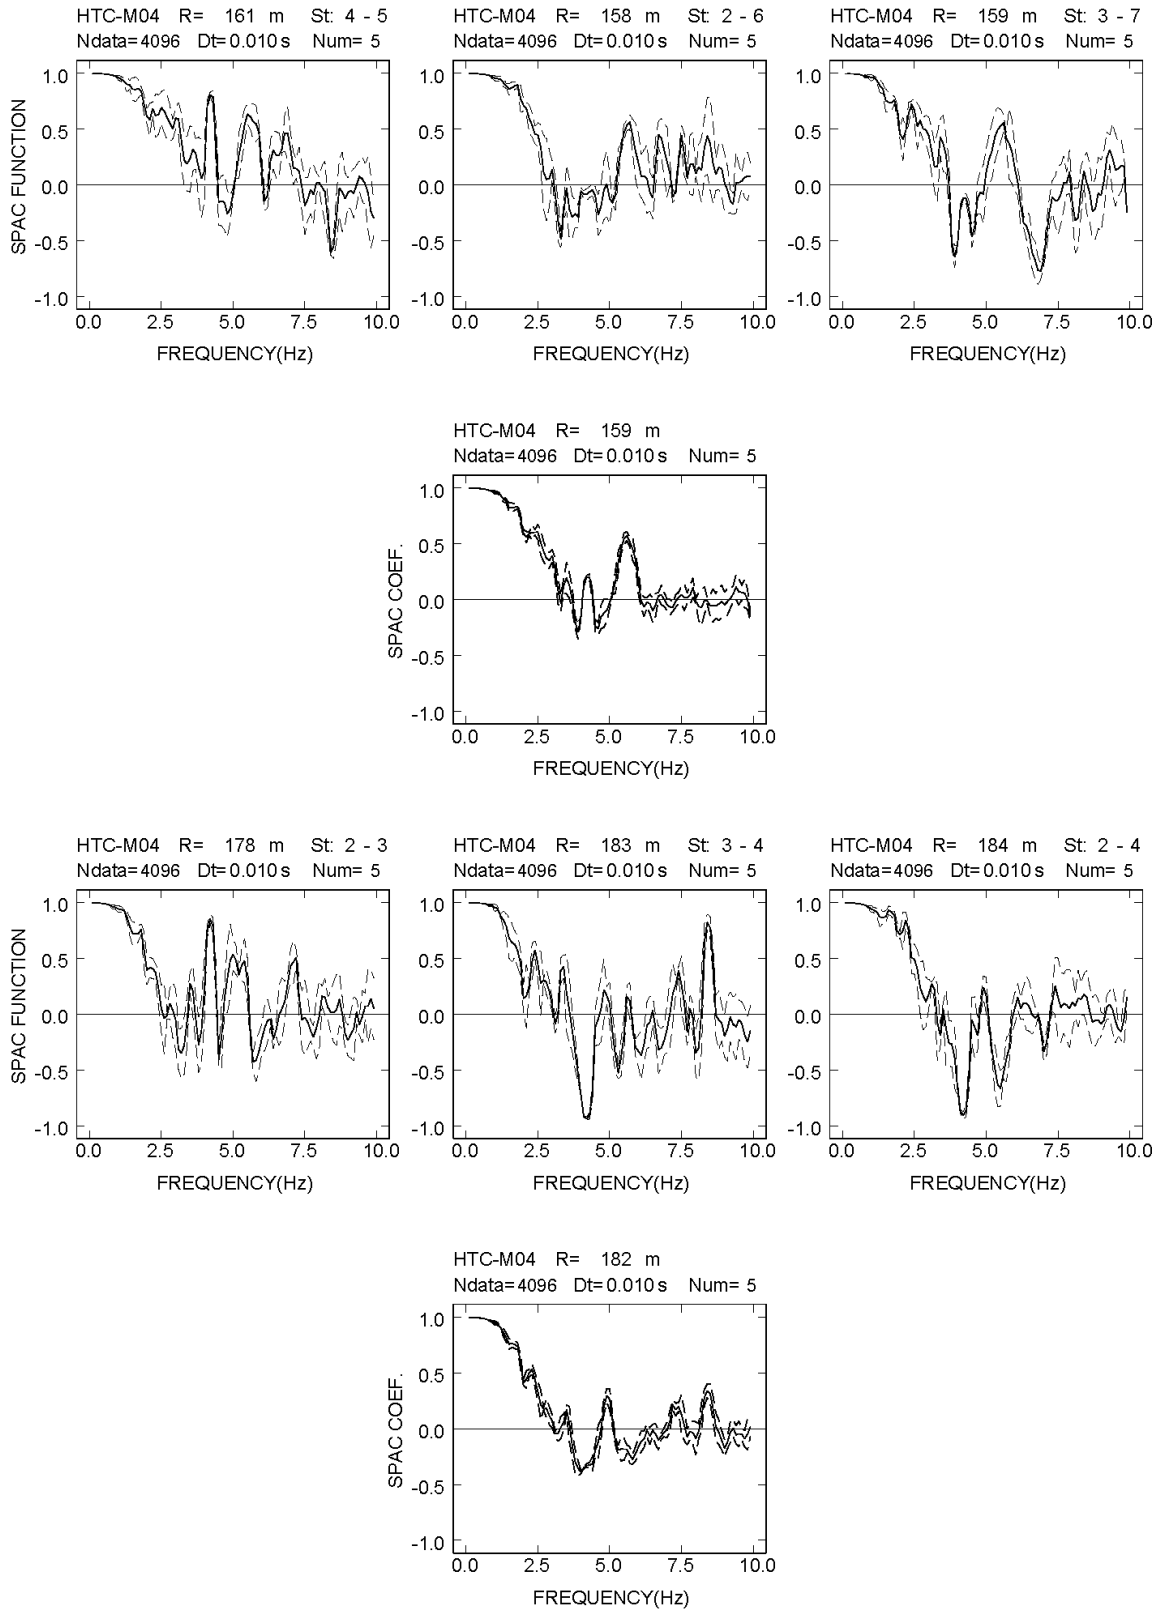 HTC-M04 R= 161 m St: 4 - 5
Ndata=4096 Dt=0.010s Num= 5
HTC-M04 R= 158 m St: 2 - 6
Ndata=4096 Dt=0.010s Num= 5
HTC-M04 R= 159 m St: 3 - 7
Ndata=4096 Dt=0.010s Num= 5
SPAC FUNCTION
1.0
0.5
0.0
-0.5
-1.0
0.0 2.5 5.0 7.5 10.0
FREQUENCY(Hz)
1.0
0.5
0.0
-0.5
-1.0
0.0 2.5 5.0 7.5 10.0
FREQUENCY(Hz)
1.0
0.5
0.0
-0.5
-1.0
0.0 2.5 5.0 7.5 10.0
FREQUENCY(Hz)
HTC-M04 R= 159 m
Ndata=4096 Dt=0.010s Num= 5
SPAC COEF.
1.0
0.5
0.0
-0.5
-1.0
0.0 2.5 5.0 7.5 10.0
FREQUENCY(Hz)
HTC-M04 R= 178 m St: 2 - 3
Ndata=4096 Dt=0.010s Num= 5
HTC-M04 R= 183 m St: 3 - 4
Ndata=4096 Dt=0.010s Num= 5
HTC-M04 R= 184 m St: 2 - 4
Ndata=4096 Dt=0.010s Num= 5
SPAC FUNCTION
1.0
0.5
0.0
-0.5
-1.0
0.0 2.5 5.0 7.5 10.0
FREQUENCY(Hz)
1.0
0.5
0.0
-0.5
-1.0
0.0 2.5 5.0 7.5 10.0
FREQUENCY(Hz)
1.0
0.5
0.0
-0.5
-1.0
0.0 2.5 5.0 7.5 10.0
FREQUENCY(Hz)
HTC-M04 R= 182 m
Ndata=4096 Dt=0.010s Num= 5
SPAC COEF.
1.0
0.5
0.0
-0.5
-1.0
0.0 2.5 5.0 7.5 10.0
FREQUENCY(Hz)